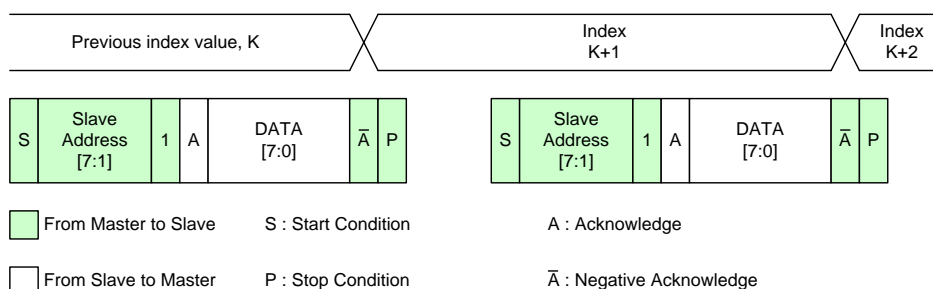 Previous index value, K
Index
K+1
Index
K+2
S
Slave
Address
[7:1]
1
A
DATA
[7:0]
A̅
P
S
Slave
Address
[7:1]
1
A
DATA
[7:0]
A̅
P
From Master to Slave
S : Start Condition
A : Acknowledge
From Slave to Master
P : Stop Condition
A̅ : Negative Acknowledge